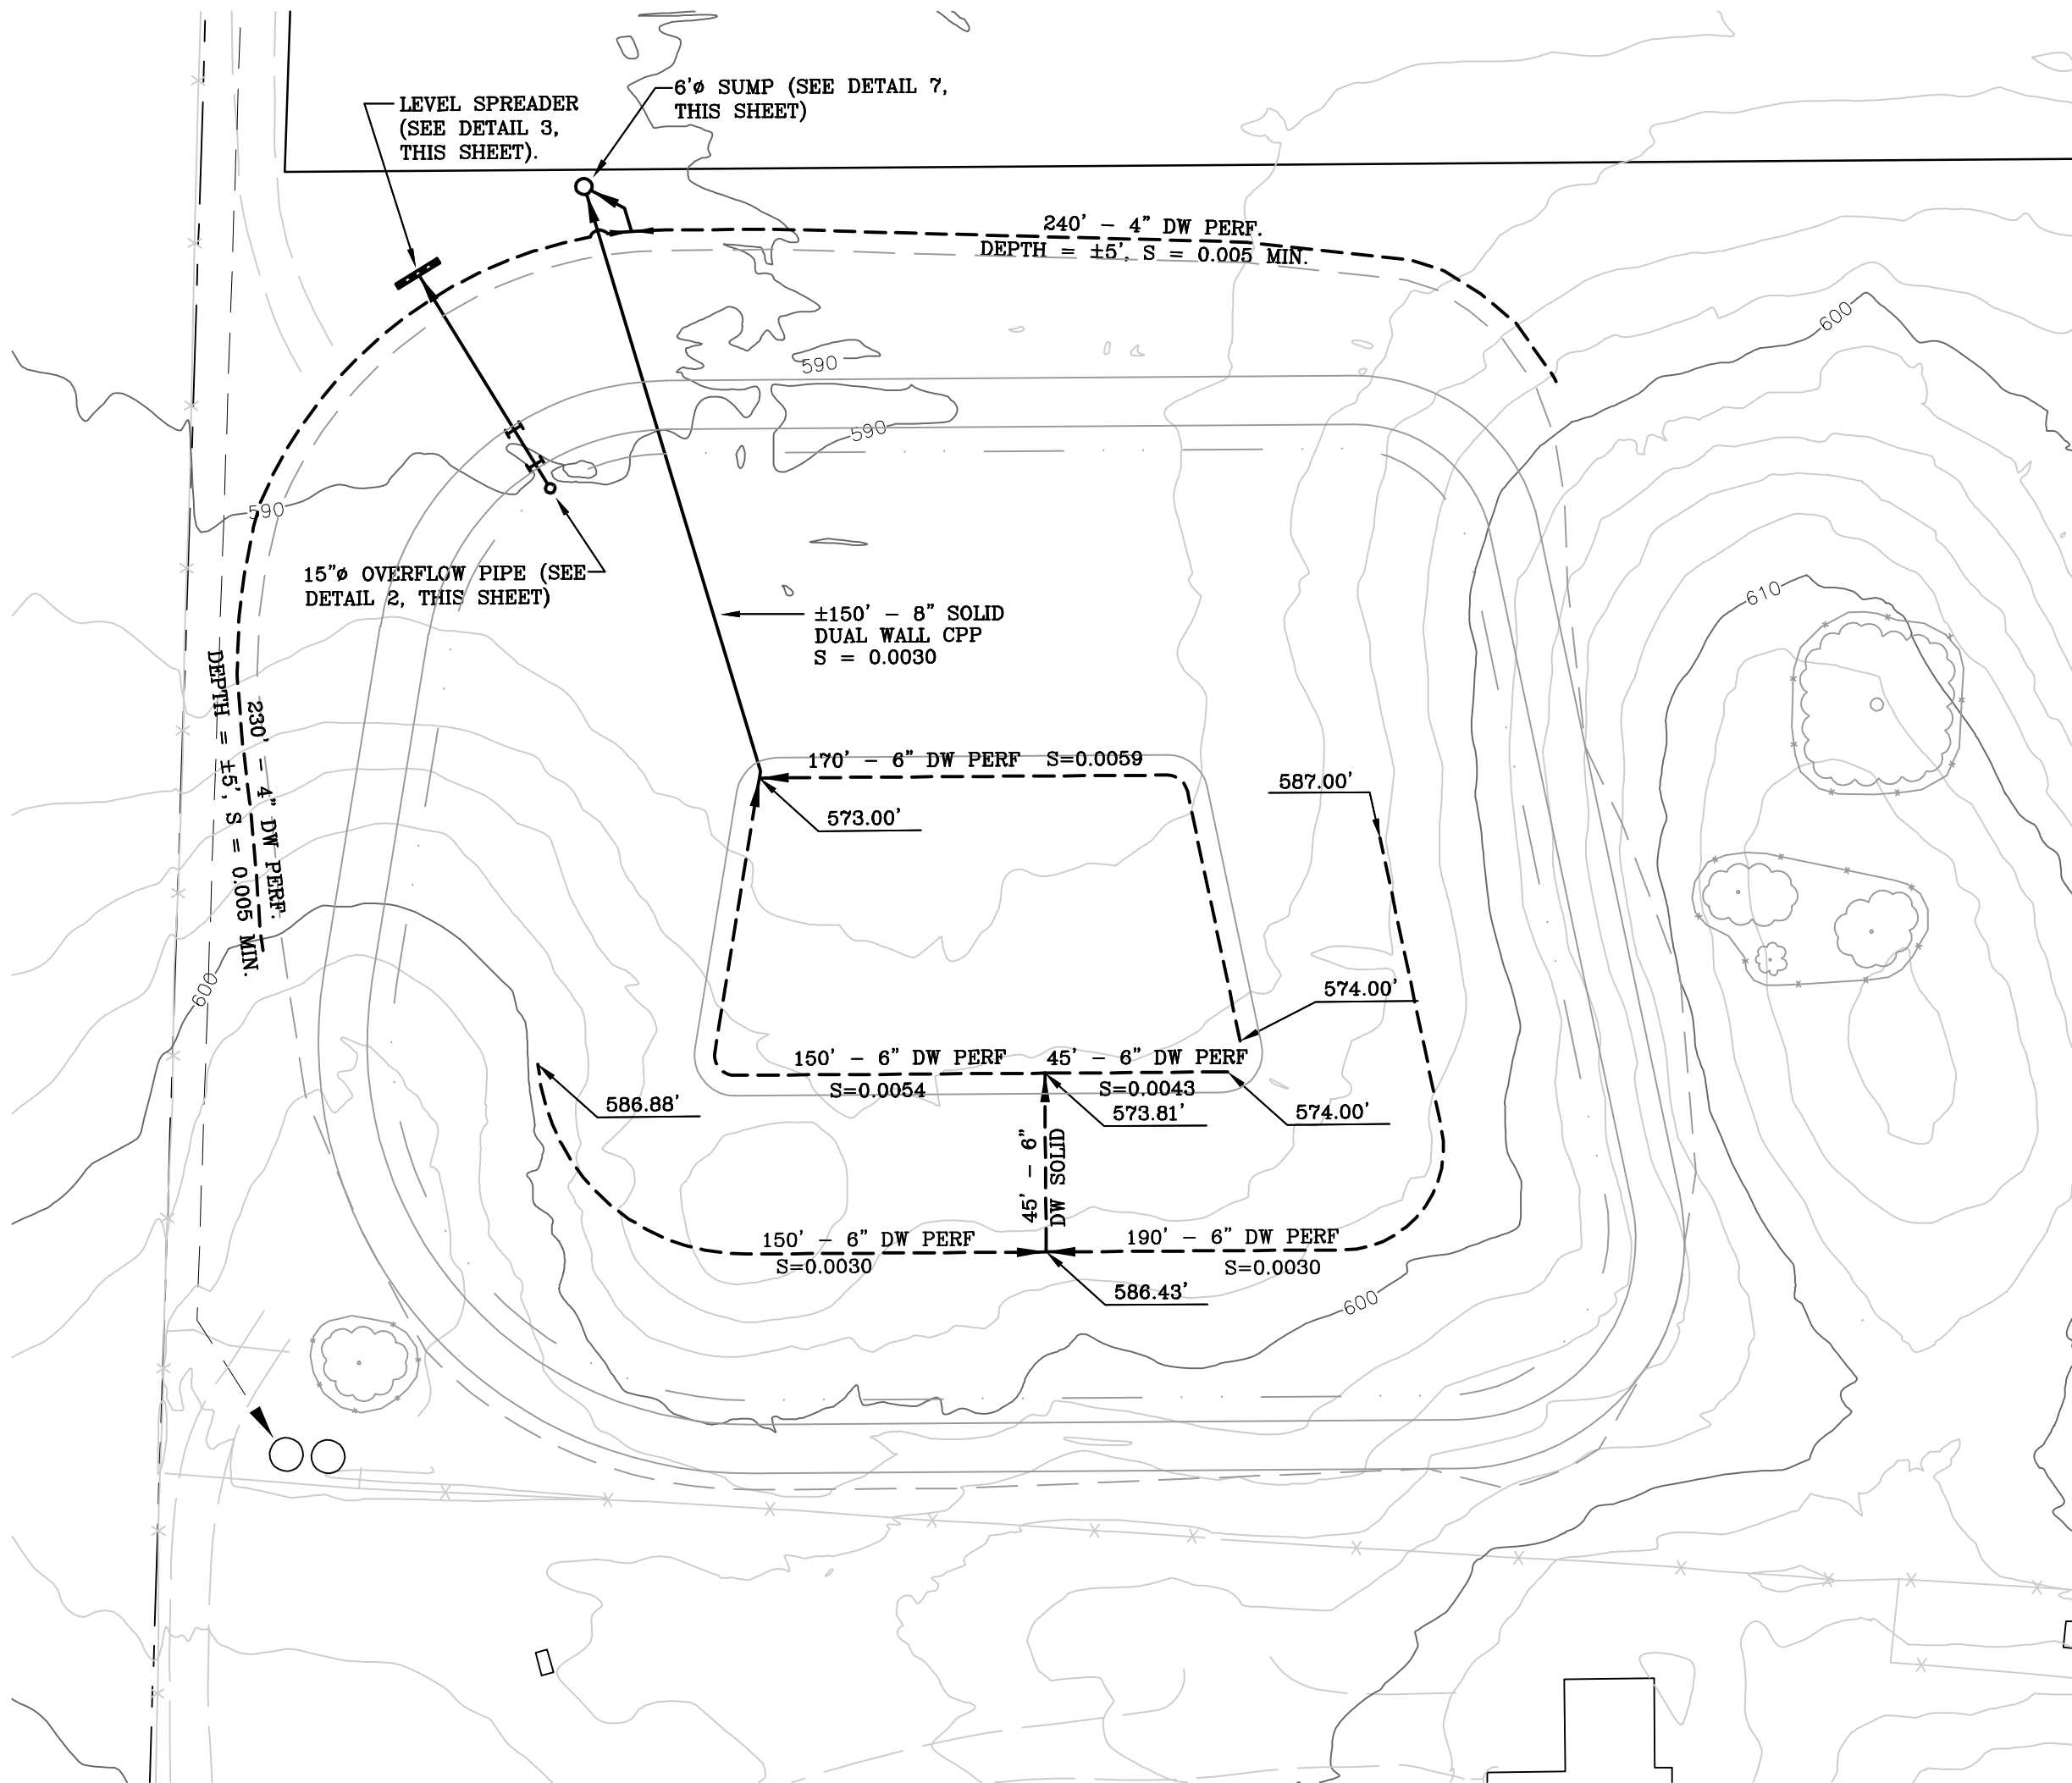 6'ø SUMP (SEE DETAIL 7,
THIS SHEET)
LEVEL SPREADER
(SEE DETAIL 3,
THIS SHEET).
240' - 4" DW PERF.
DEPTH = ±5', S = 0.005 MIN.
600
590
590
590
15"ø OVERFLOW PIPE (SEE
DETAIL 2, THIS SHEET)
610
±150' - 8" SOLID
DUAL WALL CPP
S = 0.0030
230' - 4" DW PERF.
DEPTH = ±5', S = 0.005 MIN.
170' - 6" DW PERF S=0.0059
587.00'
573.00'
600
574.00'
150' - 6" DW PERF
45' - 6" DW PERF
S=0.0054
S=0.0043
586.88'
573.81'
574.00'
45' - 6"
DW SOLID
150' - 6" DW PERF
S=0.0030
190' - 6" DW PERF
S=0.0030
586.43'
600